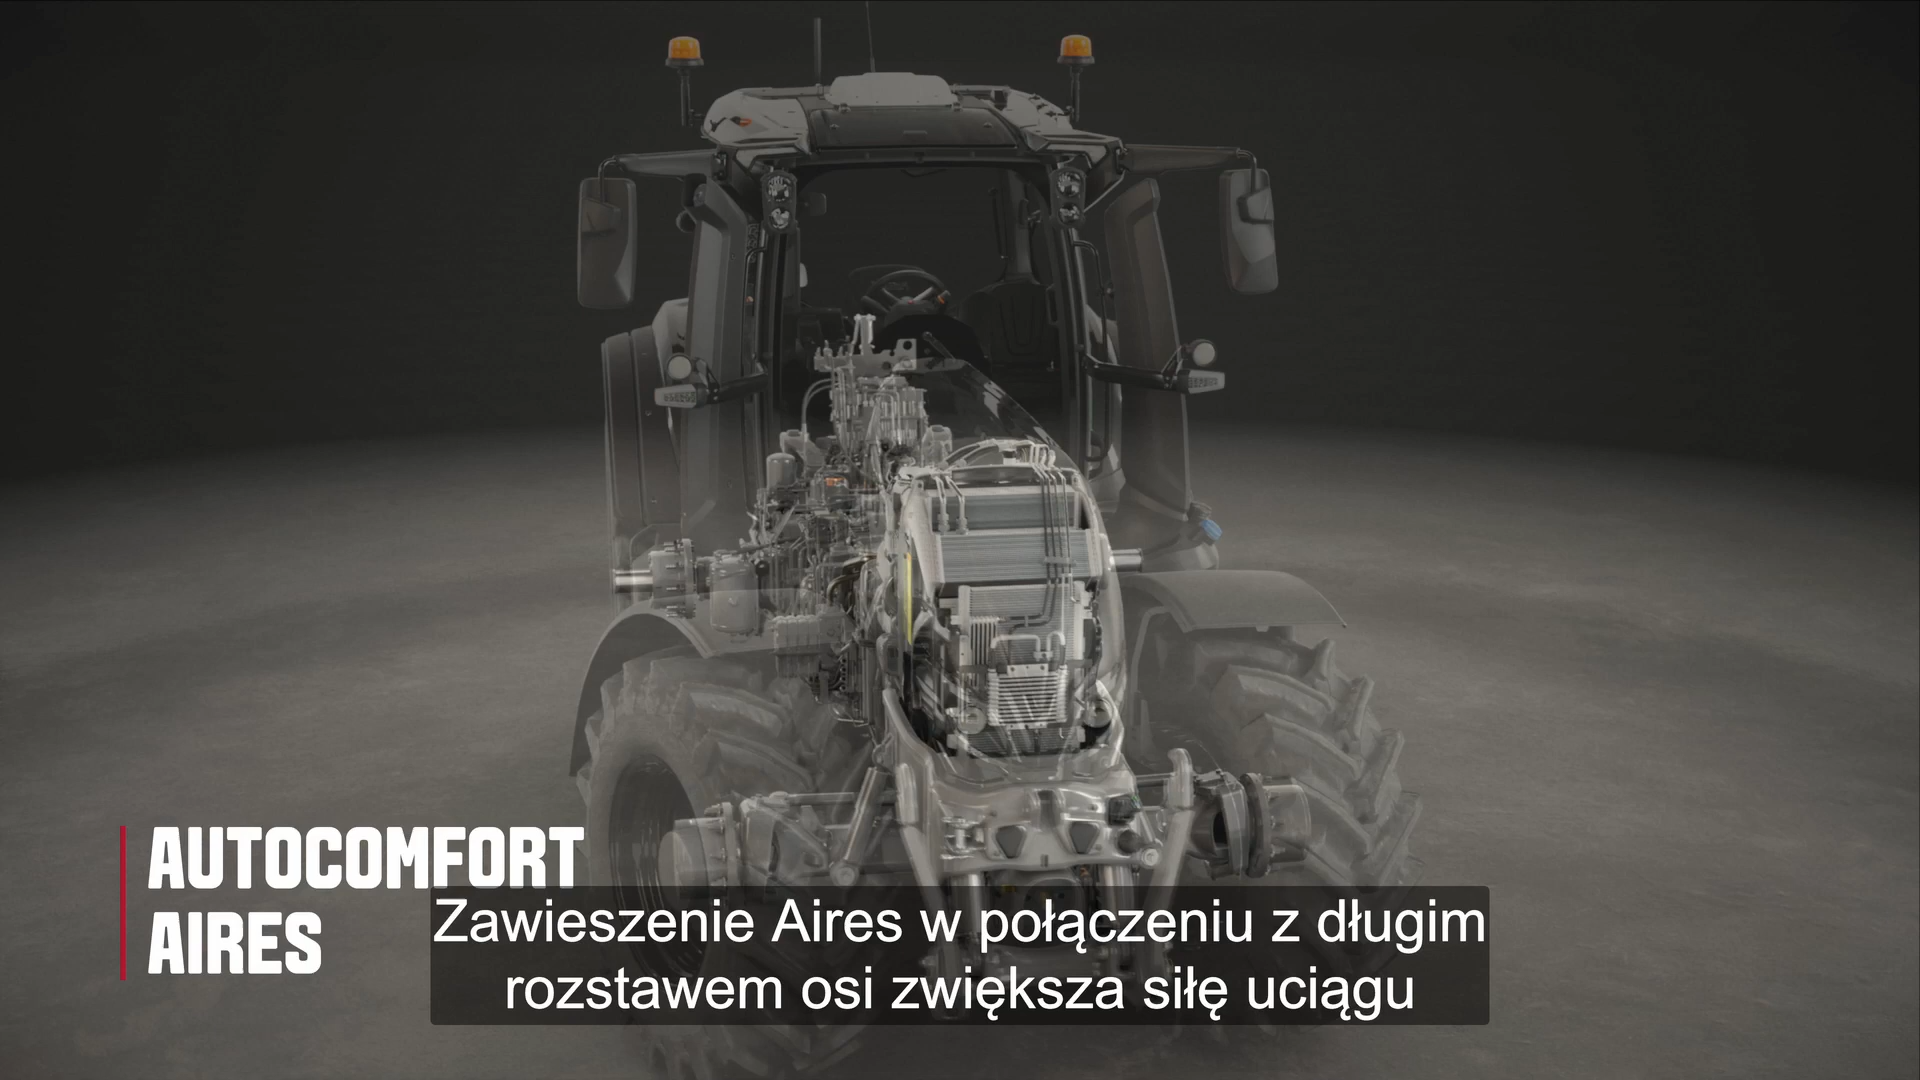 AUTOCOMFORT
AIRES
Zawieszenie Aires w połączeniu z długim
rozstawem osi zwiększa siłę uciągu